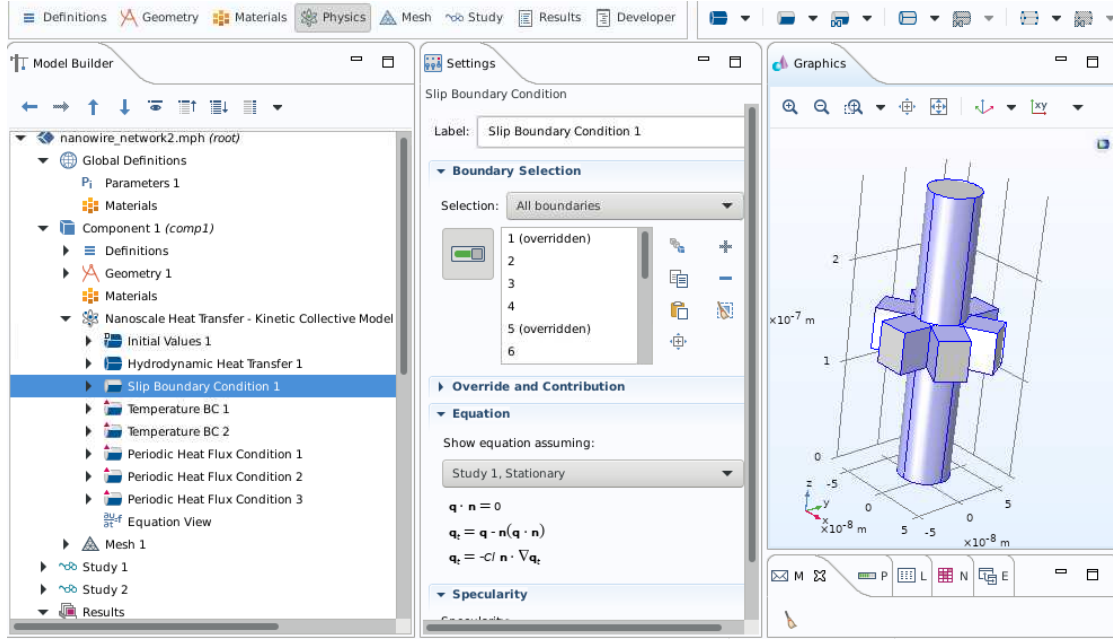 Definitions Geometry Materials Physics Mesh Study Results Developer
Model Builder
nanowire_network2.mph (root)
Global Definitions
Pi Parameters 1
Materials
Component 1 (comp1)
Definitions
Geometry 1
Materials
Nanoscale Heat Transfer - Kinetic Collective Model
Initial Values 1
Hydrodynamic Heat Transfer 1
Slip Boundary Condition 1
Temperature BC 1
Temperature BC 2
Periodic Heat Flux Condition 1
Periodic Heat Flux Condition 2
Periodic Heat Flux Condition 3
Equation View
Mesh 1
Study 1
Study 2
Results
Settings
Slip Boundary Condition
Label: Slip Boundary Condition 1
Boundary Selection
Selection: All boundaries
1 (overridden)
2
3
4
5 (overridden)
6
Override and Contribution
Equation
Show equation assuming:
Study 1, Stationary
q · n = 0
qt = q - n(q · n)
qt = -Cl n · ∇qt
Specularity
Graphics
xy
2
×10⁻⁷ m
1
0
z
y
x
-5
0
5
×10⁻⁸ m
5
0
-5
×10⁻⁸ m
M P L N E